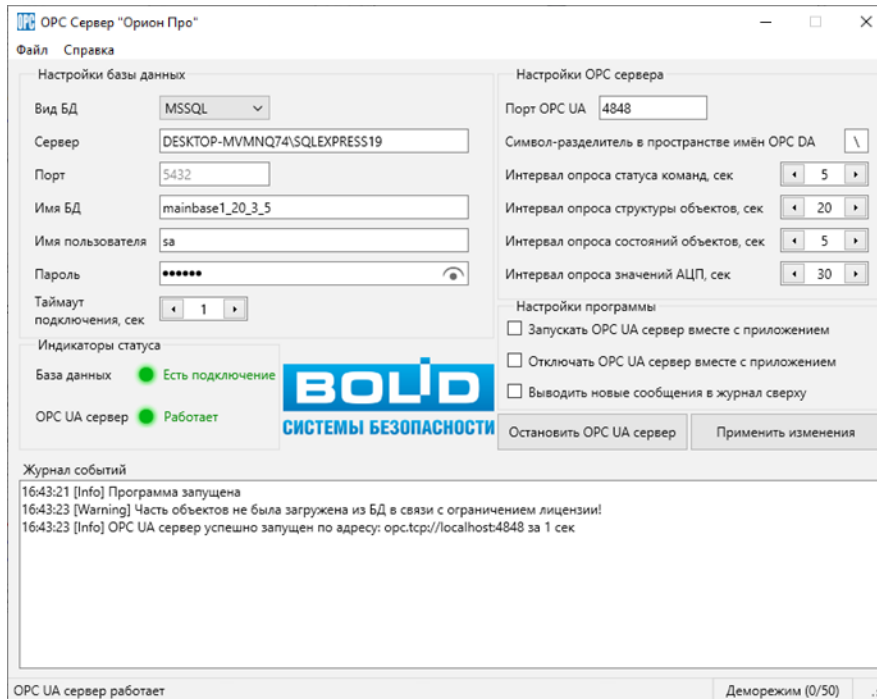 OPC Сервер "Орион Про"
Файл Справка
Настройки базы данных
Вид БД MSSQL
Сервер DESKTOP-MVMNQ74\SQLEXPRESS19
Порт 5432
Имя БД mainbase1_20_3_5
Имя пользователя sa
Пароль ••••••
Таймаут
подключения, сек 1
Индикаторы статуса
База данных Есть подключение
OPC UA сервер Работает
BOLID
СИСТЕМЫ БЕЗОПАСНОСТИ
Настройки OPC сервера
Порт OPC UA 4848
Символ-разделитель в пространстве имён OPC DA \
Интервал опроса статуса команд, сек 5
Интервал опроса структуры объектов, сек 20
Интервал опроса состояний объектов, сек 5
Интервал опроса значений АЦП, сек 30
Настройки программы
Запускать OPC UA сервер вместе с приложением
Отключать OPC UA сервер вместе с приложением
Выводить новые сообщения в журнал сверху
Остановить OPC UA сервер Применить изменения
Журнал событий
16:43:21 [Info] Программа запущена
16:43:23 [Warning] Часть объектов не была загружена из БД в связи с ограничением лицензии!
16:43:23 [Info] OPC UA сервер успешно запущен по адресу: opc.tcp://localhost:4848 за 1 сек
OPC UA сервер работает Деморежим (0/50)